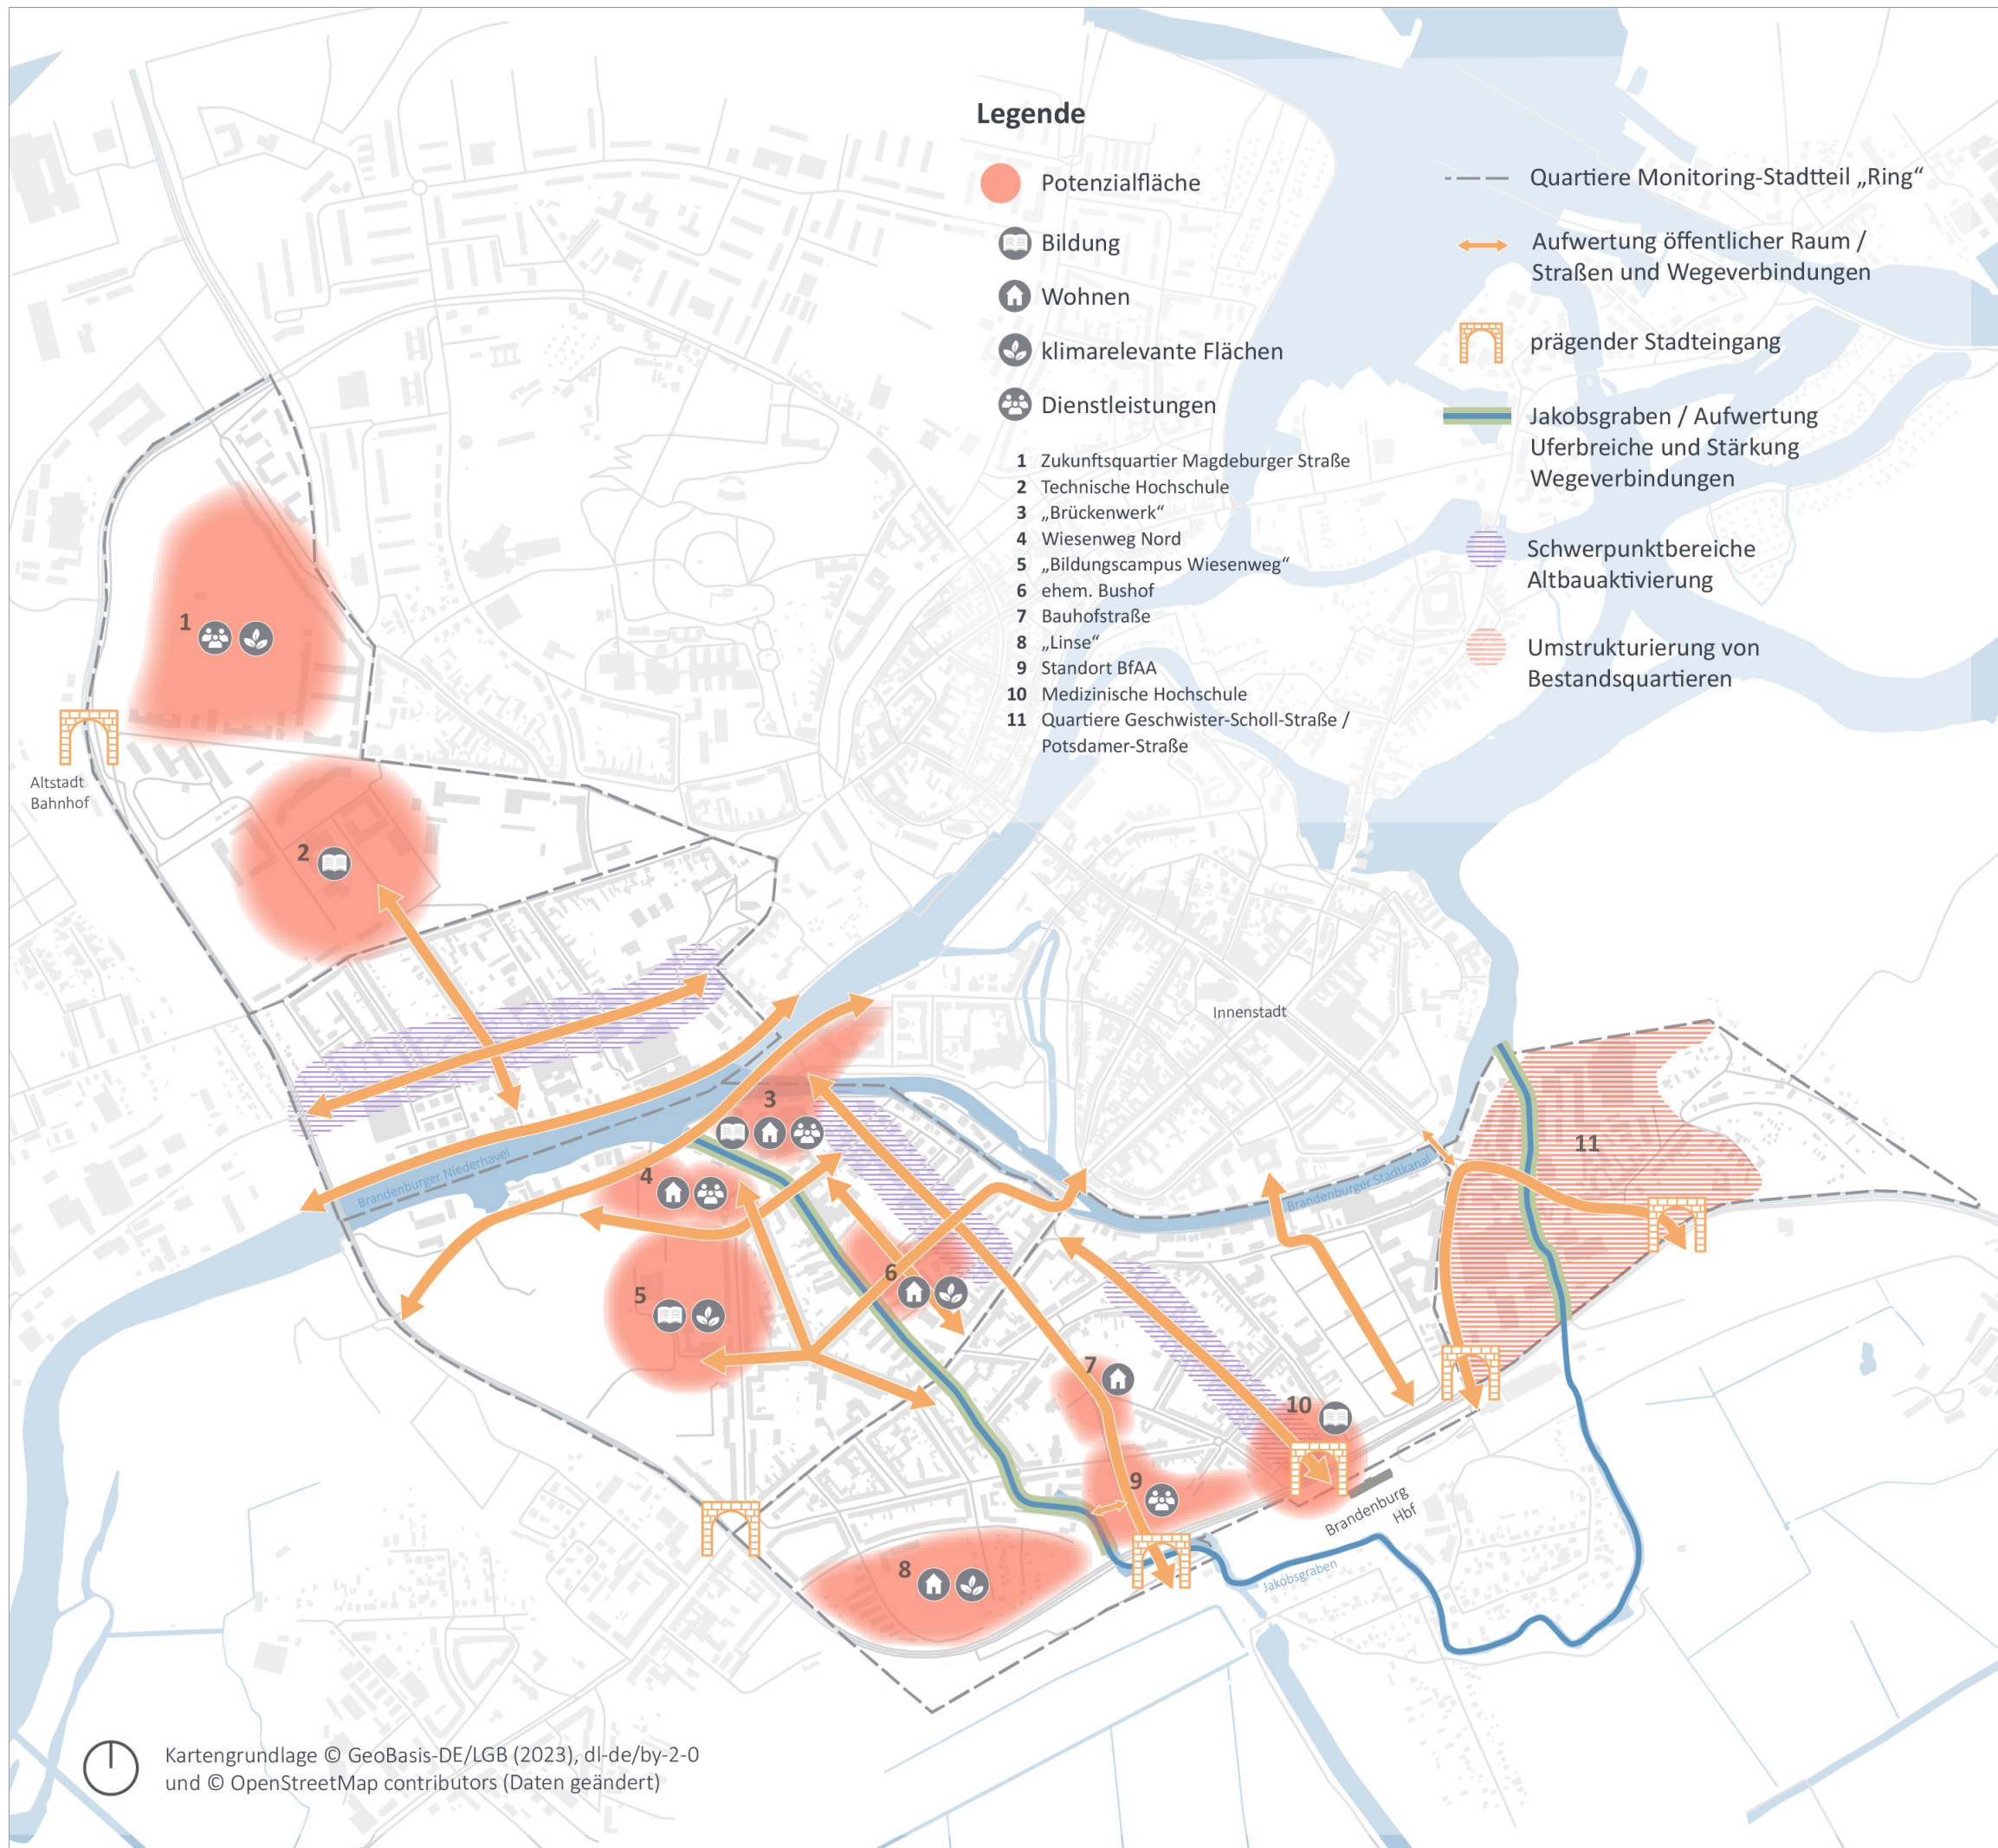 Legende
Potenzialfläche
Bildung
Wohnen
klimarelevante Flächen
Dienstleistungen
1 Zukunftsquartier Magdeburger Straße
2 Technische Hochschule
3 „Brückenwerk“
4 Wiesenweg Nord
5 „Bildungscampus Wiesenweg“
6 ehem. Bushof
7 Bauhofstraße
8 „Linse“
9 Standort BfAA
10 Medizinische Hochschule
11 Quartiere Geschwister-Scholl-Straße /
Potsdamer-Straße
Quartiere Monitoring-Stadtteil „Ring“
Aufwertung öffentlicher Raum /
Straßen und Wegeverbindungen
prägender Stadteingang
Jakobsgraben / Aufwertung
Uferbreiche und Stärkung
Wegeverbindungen
Schwerpunktbereiche
Altbauaktivierung
Umstrukturierung von
Bestandsquartieren
1
Altstadt
Bahnhof
2
Innenstadt
3
Brandenburger Niederhavel
4
Brandenburger Stadtkanal
11
5
6
7
10
9
Brandenburg
Hbf
8
Jakobsgraben
Kartengrundlage © GeoBasis-DE/LGB (2023), dl-de/by-2-0
und © OpenStreetMap contributors (Daten geändert)